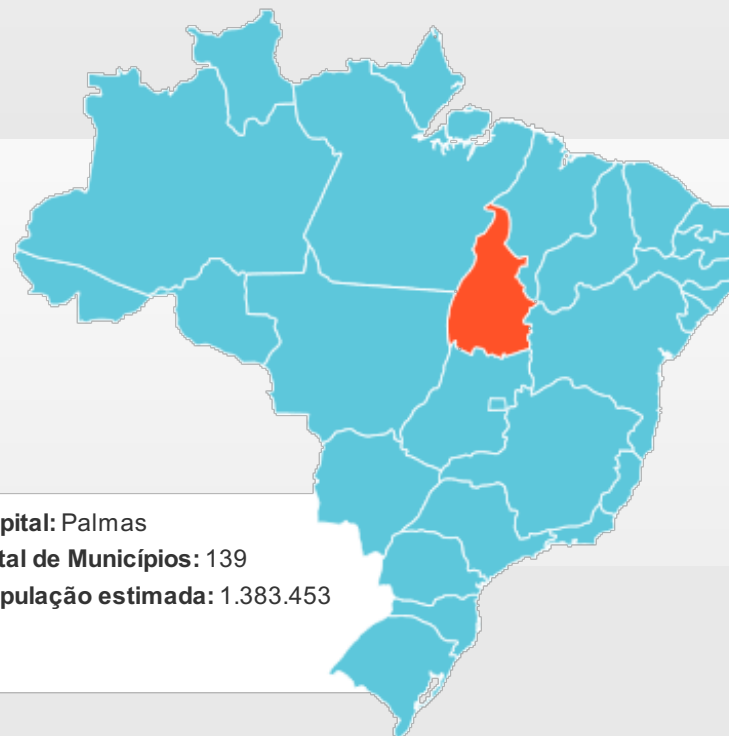 pital: Palmas
tal de Municípios: 139
pulação estimada: 1.383.453